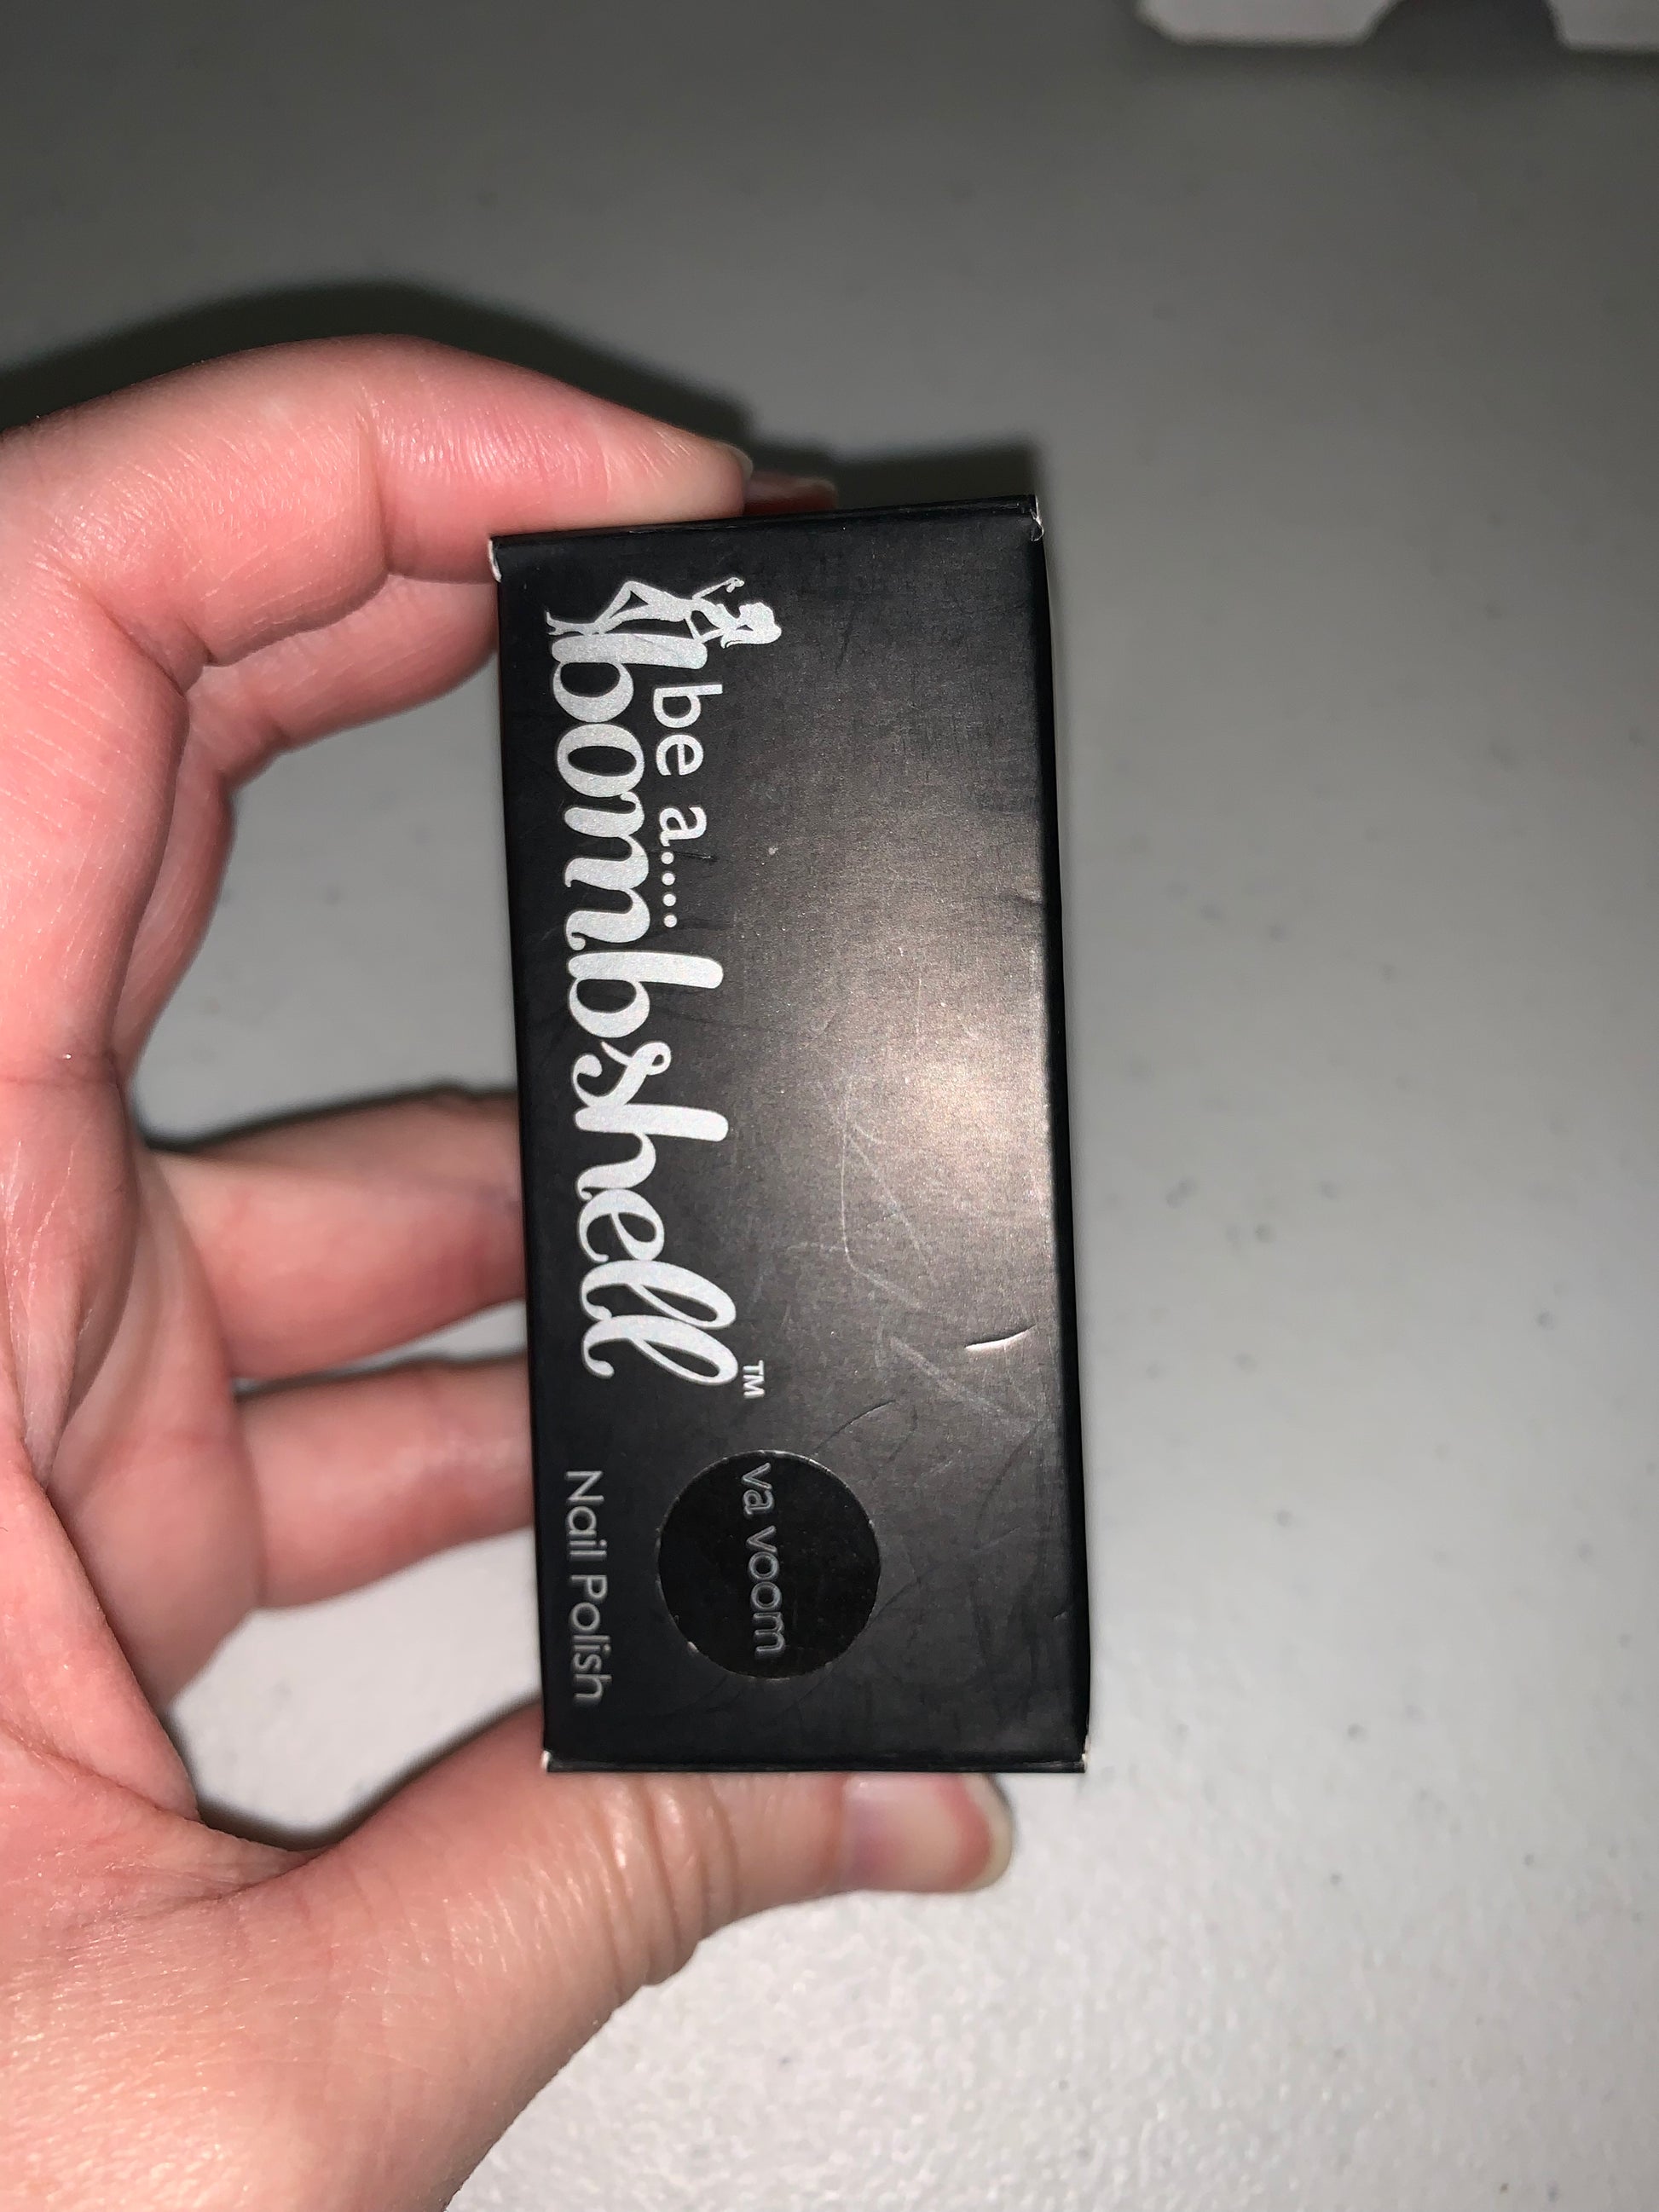 be a....
bombshell™
Nail Polish
va voom